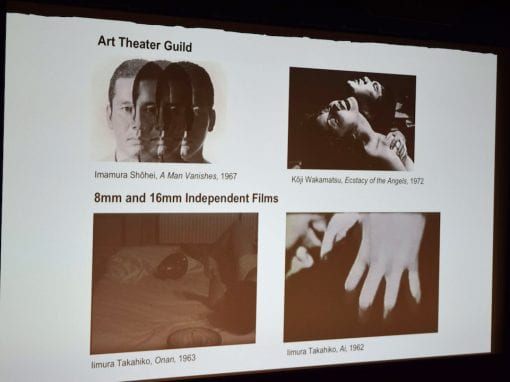 Art Theater Guild
Imamura Shōhei, A Man Vanishes, 1967
Kōji Wakamatsu, Ecstasy of the Angels, 1972
8mm and 16mm Independent Films
Iimura Takahiko, Onan, 1963
Iimura Takahiko, Ai, 1962